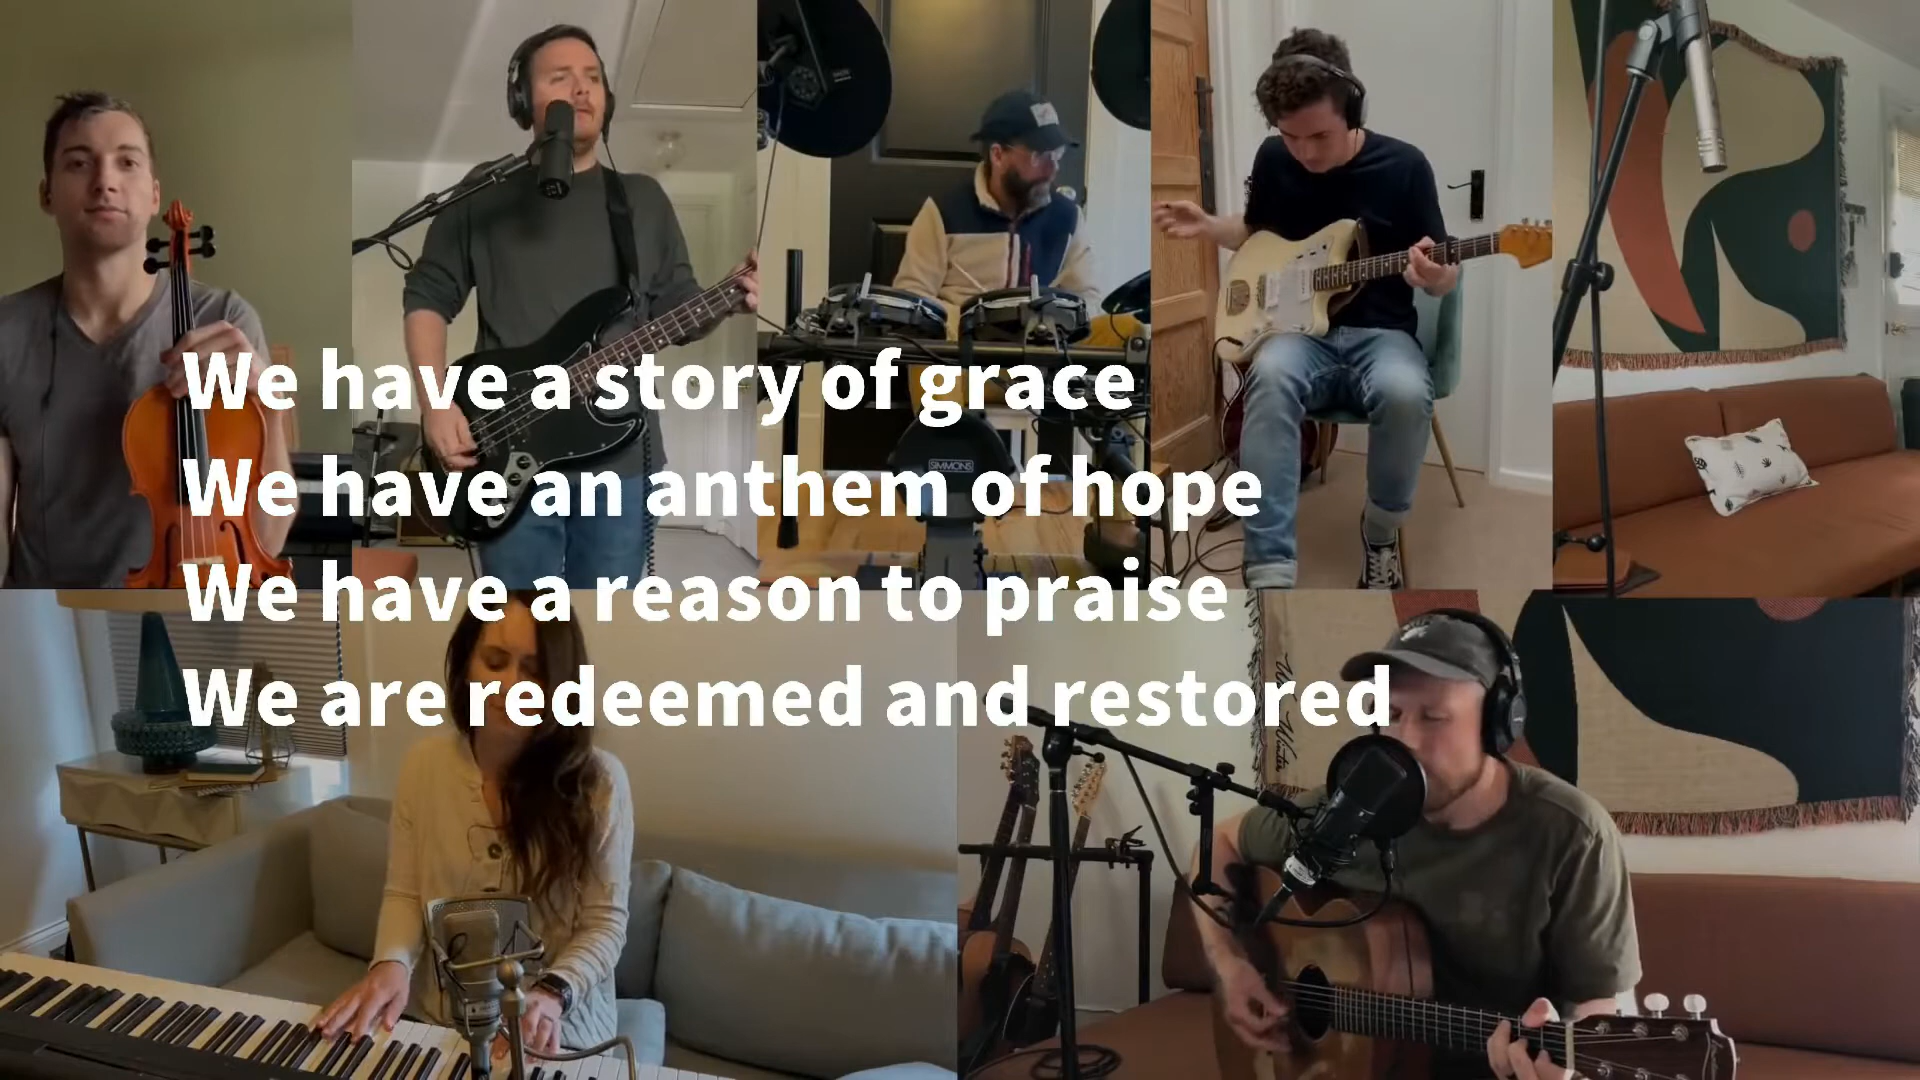 We have a story of grace
We have an anthem of hope
We have a reason to praise
We are redeemed and restored
SIMMONS